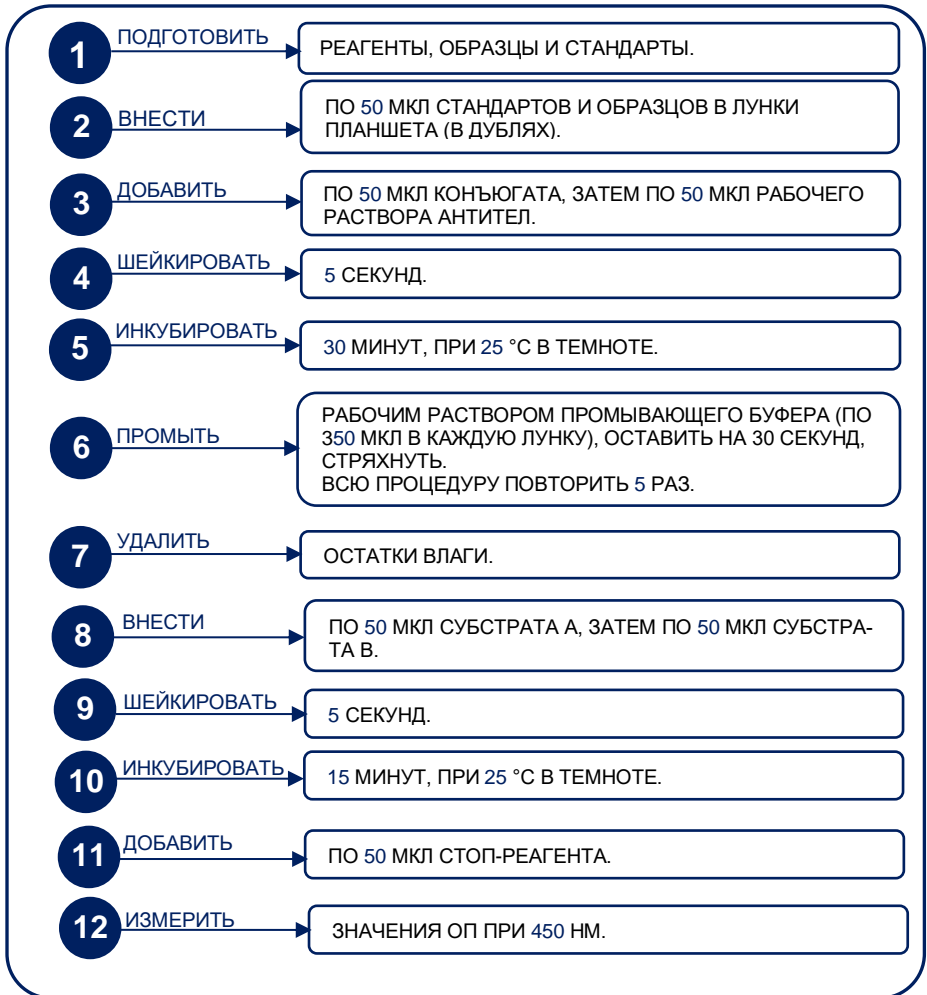 1 ПОДГОТОВИТЬ
РЕАГЕНТЫ, ОБРАЗЦЫ И СТАНДАРТЫ.
2 ВНЕСТИ
ПО 50 МКЛ СТАНДАРТОВ И ОБРАЗЦОВ В ЛУНКИ
ПЛАНШЕТА (В ДУБЛЯХ).
3 ДОБАВИТЬ
ПО 50 МКЛ КОНЪЮГАТА, ЗАТЕМ ПО 50 МКЛ РАБОЧЕГО
РАСТВОРА АНТИТЕЛ.
4 ШЕЙКИРОВАТЬ
5 СЕКУНД.
5 ИНКУБИРОВАТЬ
30 МИНУТ, ПРИ 25 °С В ТЕМНОТЕ.
6 ПРОМЫТЬ
РАБОЧИМ РАСТВОРОМ ПРОМЫВАЮЩЕГО БУФЕРА (ПО
350 МКЛ В КАЖДУЮ ЛУНКУ), ОСТАВИТЬ НА 30 СЕКУНД,
СТРЯХНУТЬ.
ВСЮ ПРОЦЕДУРУ ПОВТОРИТЬ 5 РАЗ.
7 УДАЛИТЬ
ОСТАТКИ ВЛАГИ.
8 ВНЕСТИ
ПО 50 МКЛ СУБСТРАТА А, ЗАТЕМ ПО 50 МКЛ СУБСТРА-
ТА В.
9 ШЕЙКИРОВАТЬ
5 СЕКУНД.
10 ИНКУБИРОВАТЬ
15 МИНУТ, ПРИ 25 °С В ТЕМНОТЕ.
11 ДОБАВИТЬ
ПО 50 МКЛ СТОП-РЕАГЕНТА.
12 ИЗМЕРИТЬ
ЗНАЧЕНИЯ ОП ПРИ 450 НМ.